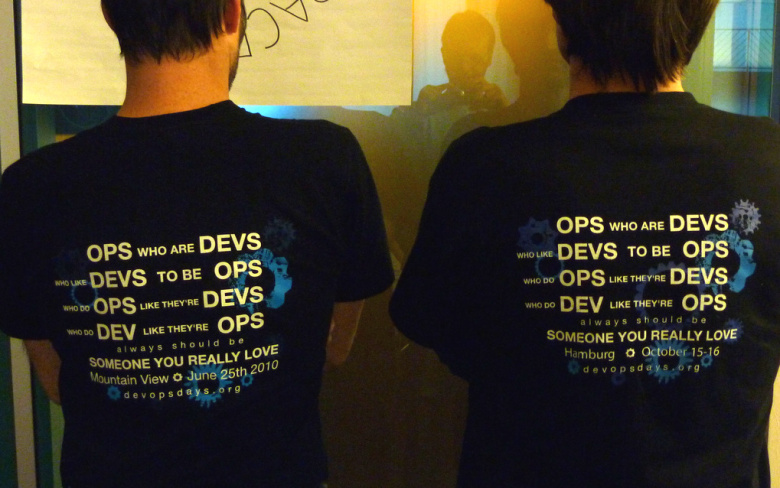 OPS WHO ARE DEVS
WHO LIKE DEVS TO BE OPS
WHO DO OPS LIKE THEY'RE DEVS
WHO DO DEV LIKE THEY'RE OPS
always should be
SOMEONE YOU REALLY LOVE
Mountain View June 25th 2010
devopsdays.org
OPS WHO ARE DEVS
WHO LIKE DEVS TO BE OPS
WHO DO OPS LIKE THEY'RE DEVS
WHO DO DEV LIKE THEY'RE OPS
always should be
SOMEONE YOU REALLY LOVE
Hamburg October 15-16
devopsdays.org